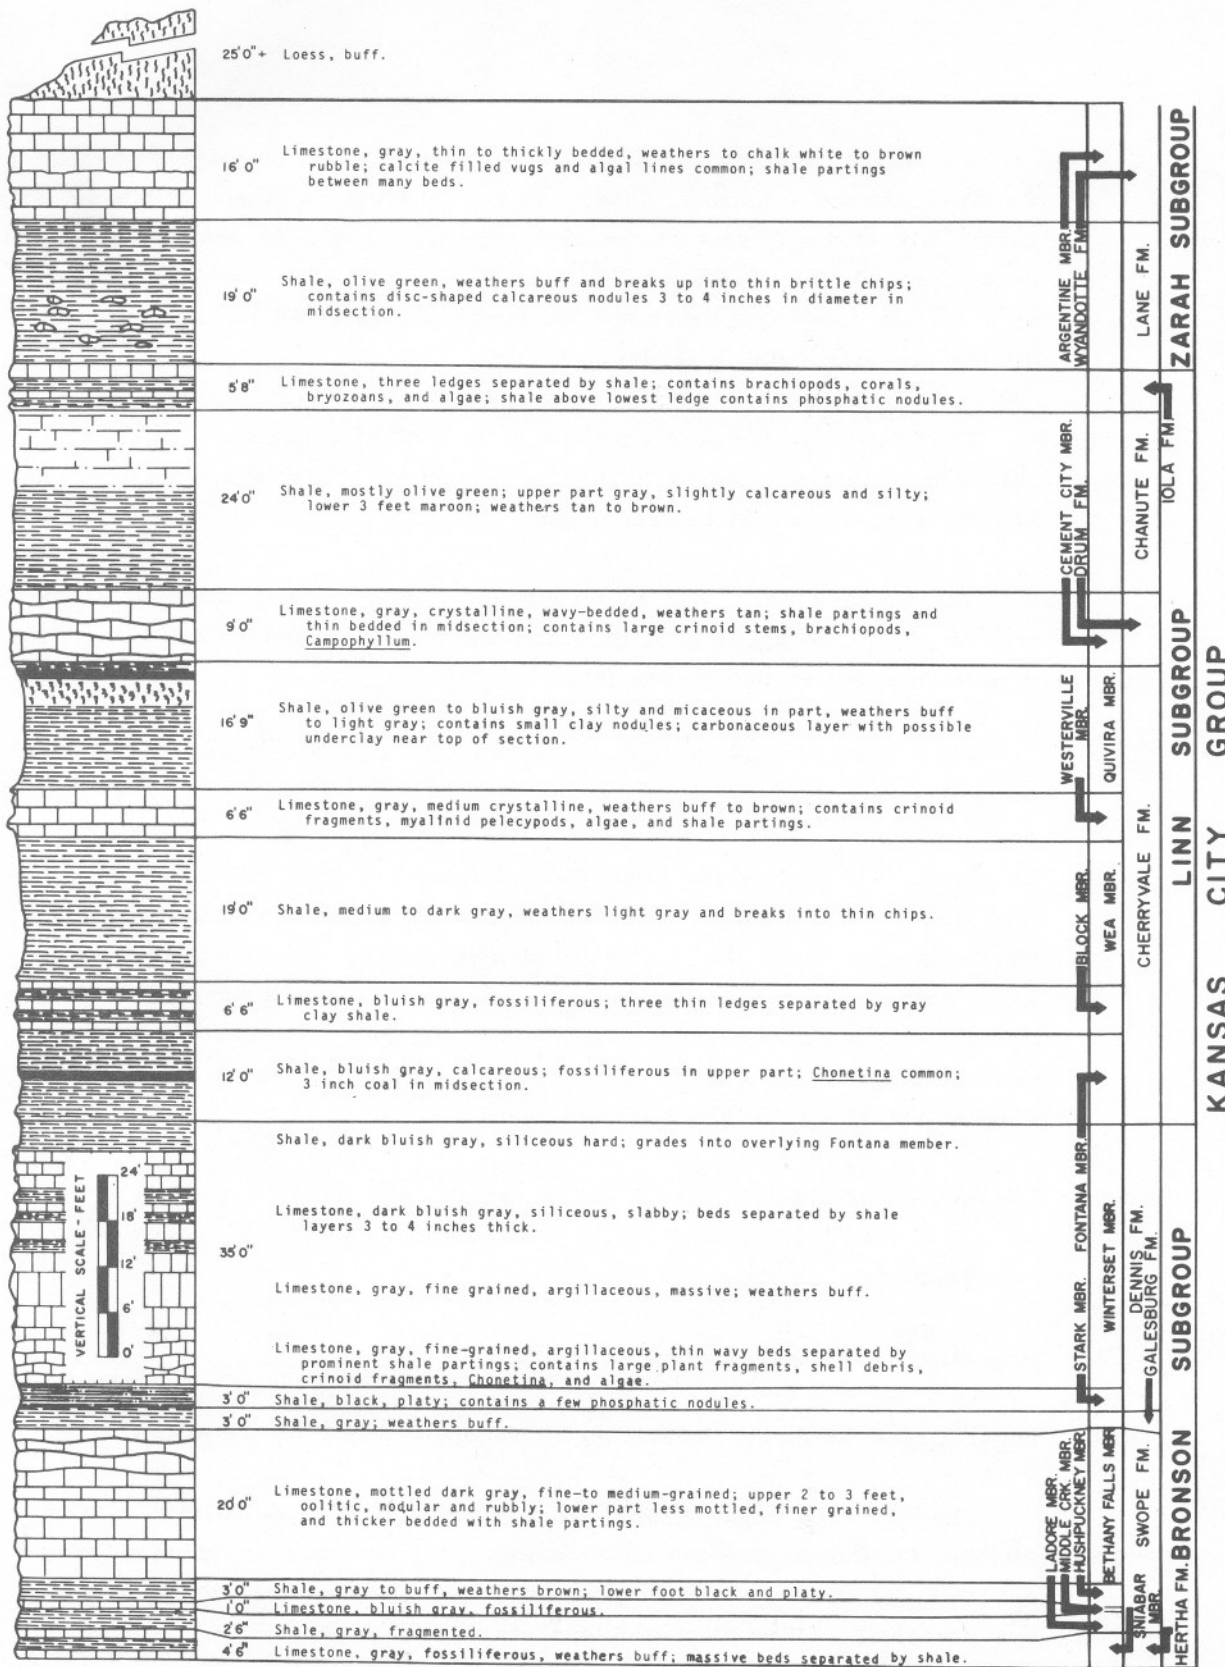 25'0"+ Loess, buff.
16'0" Limestone, gray, thin to thickly bedded, weathers to chalk white to brown
rubble; calcite filled vugs and algal lines common; shale partings
between many beds.
19'0" Shale, olive green, weathers buff and breaks up into thin brittle chips;
contains disc-shaped calcareous nodules 3 to 4 inches in diameter in
midsection.
5'8" Limestone, three ledges separated by shale; contains brachiopods, corals,
bryozoans, and algae; shale above lowest ledge contains phosphatic nodules.
24'0" Shale, mostly olive green; upper part gray, slightly calcareous and silty;
lower 3 feet maroon; weathers tan to brown.
9'0" Limestone, gray, crystalline, wavy-bedded, weathers tan; shale partings and
thin bedded in midsection; contains large crinoid stems, brachiopods,
Campophyllum.
16'9" Shale, olive green to bluish gray, silty and micaceous in part, weathers buff
to light gray; contains small clay nodules; carbonaceous layer with possible
underclay near top of section.
6'6" Limestone, gray, medium crystalline, weathers buff to brown; contains crinoid
fragments, myalinid pelecypods, algae, and shale partings.
19'0" Shale, medium to dark gray, weathers light gray and breaks into thin chips.
6'6" Limestone, bluish gray, fossiliferous; three thin ledges separated by gray
clay shale.
12'0" Shale, bluish gray, calcareous; fossiliferous in upper part; Chonetina common;
3 inch coal in midsection.
Shale, dark bluish gray, siliceous hard; grades into overlying Fontana member.
Limestone, dark bluish gray, siliceous, slabby; beds separated by shale
layers 3 to 4 inches thick.
35'0"
Limestone, gray, fine grained, argillaceous, massive; weathers buff.
Limestone, gray, fine-grained, argillaceous, thin wavy beds separated by
prominent shale partings; contains large plant fragments, shell debris,
crinoid fragments, Chonetina, and algae.
3'0" Shale, black, platy; contains a few phosphatic nodules.
3'0" Shale, gray; weathers buff.
20'0" Limestone, mottled dark gray, fine-to medium-grained; upper 2 to 3 feet,
oolitic, nodular and rubbly; lower part less mottled, finer grained,
and thicker bedded with shale partings.
3'0" Shale, gray to buff, weathers brown; lower foot black and platy.
1'0" Limestone, bluish gray, fossiliferous.
2'6" Shale, gray, fragmented.
4'6" Limestone, gray, fossiliferous, weathers buff; massive beds separated by shale.
VERTICAL SCALE - FEET
24'
18'
12'
6'
0'
ARGENTINE MBR.
WYANDOTTE FM.
LANE FM.
ZARAH SUBGROUP
CEMENT CITY MBR.
DRUM FM.
CHANUTE FM.
IOLA FM.
WESTERVILLE
MBR.
QUIVIRA MBR.
BLOCK MBR.
WEA MBR.
CHERRYVALE FM.
LINN SUBGROUP
KANSAS CITY GROUP
STARK MBR. FONTANA MBR.
WINTERSET MBR.
DENNIS FM.
GALESBURG FM.
BRONSON SUBGROUP
LADORE MBR.
MIDDLE CRK. MBR.
HUSHPUCKNEY MBR.
BETHANY FALLS MBR.
SWOPE FM.
SNIABAR
MBR.
HERTHA FM.